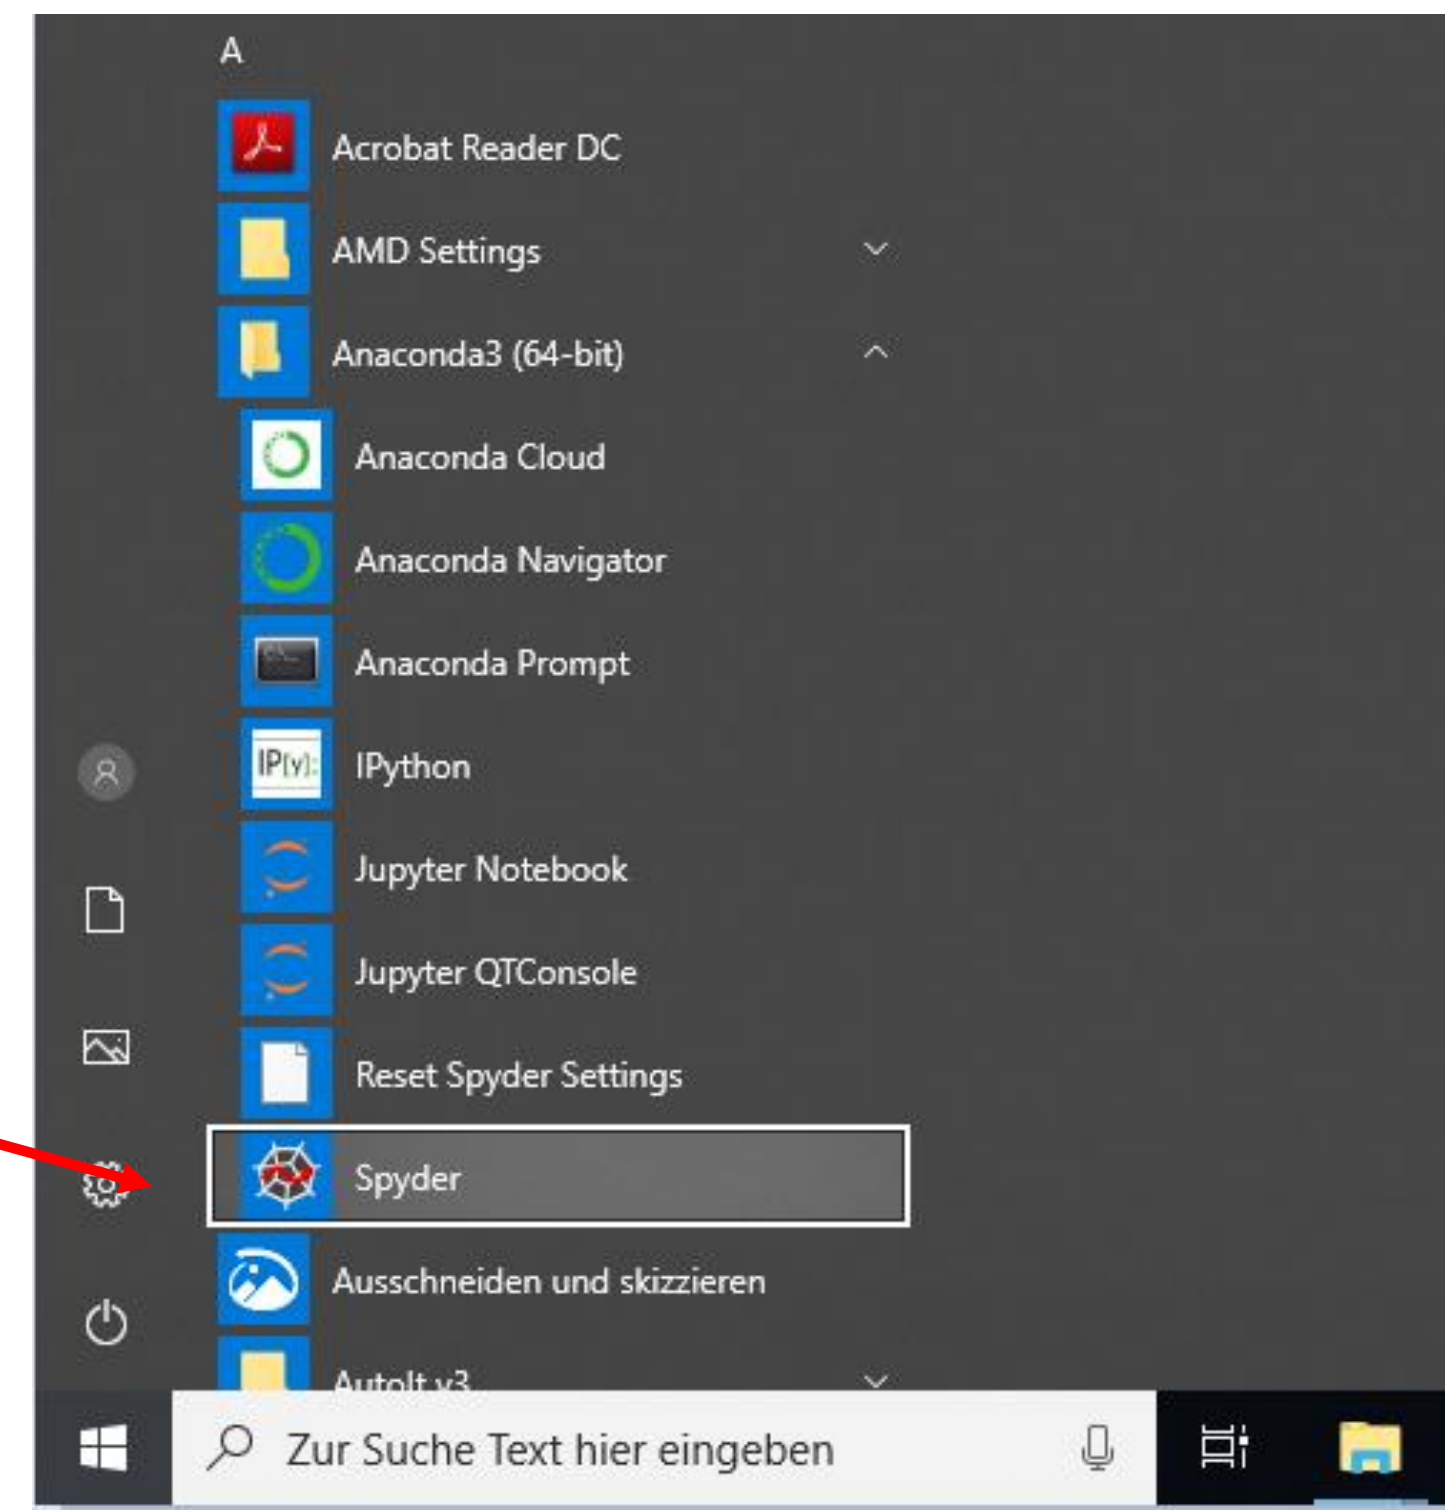 A
Acrobat Reader DC
AMD Settings
Anaconda3 (64-bit)
Anaconda Cloud
Anaconda Navigator
Anaconda Prompt
IP[y]: IPython
Jupyter Notebook
Jupyter QTConsole
Reset Spyder Settings
Spyder
Ausschneiden und skizzieren
AutoIt v3
Zur Suche Text hier eingeben